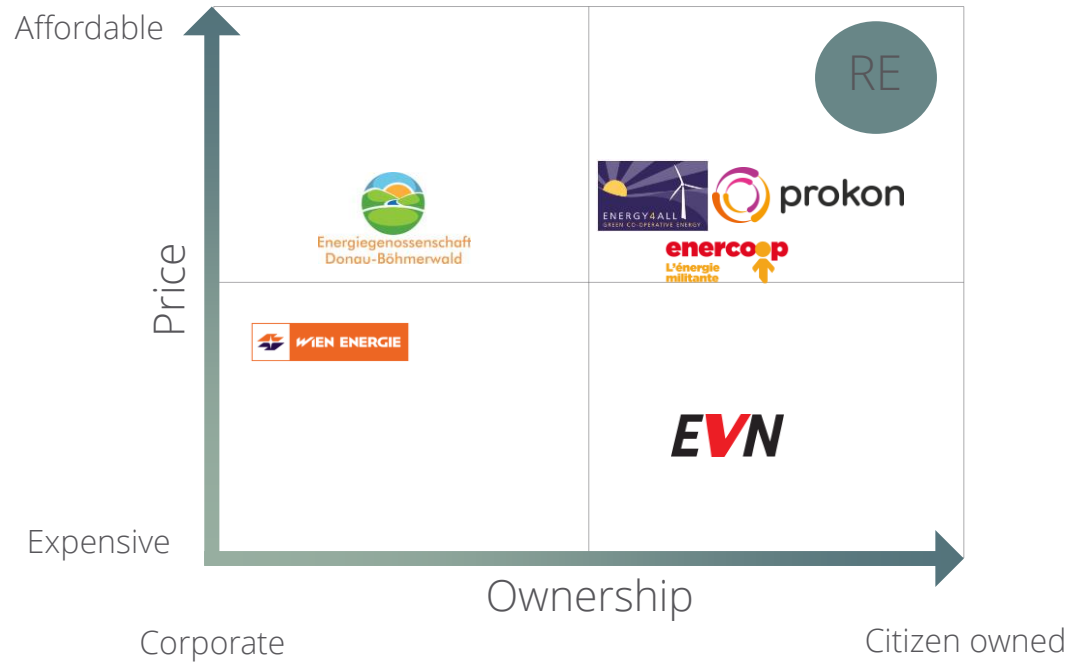 Affordable
RE
ENERGY4ALL
GREEN CO-OPERATIVE ENERGY
prokon
Energiegenossenschaft
Donau-Böhmerwald
enercoop
L'énergie
militante
Price
WIEN ENERGIE
EVN
Expensive
Ownership
Corporate
Citizen owned